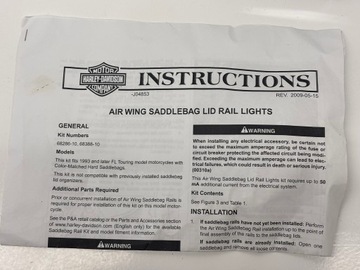 MOTOR
HARLEY-DAVIDSON
COMPANY
INSTRUCTIONS
-J04853
REV. 2009-05-15
AIR WING SADDLEBAG LID RAIL LIGHTS
GENERAL
Kit Numbers
68286-10, 68388-10
Models
This kit fits 1993 and later FL Touring model motorcycles with
Color-Matched Hard Saddlebags.
This kit is not compatible with previously installed saddlebag
lid organizers.
Additional Parts Required
Prior or concurrent installation of Air Wing Saddlebag Rails is
required for proper installation of this kit on this model motor-
cycle.
See the P&A retail catalog or the Parts and Accessories section
of www.harley-davidson.com (English only) for the available
Saddlebag Rail Kit and model fitment information.
WARNING
WARNING
When installing any electrical accessory, be certain not
to exceed the maximum amperage rating of the fuse or
circuit breaker protecting the affected circuit being modi-
fied. Exceeding the maximum amperage can lead to elec-
trical failures, which could result in death or serious injury.
(00310a)
The Air Wing Saddlebag Lid Rail Lights kit requires up to 50
mA additional current from the electrical system.
Kit Contents
See Figure 3 and Table 1.
INSTALLATION
1. If saddlebag rails have not yet been installed: Perform
the Air Wing Saddlebag Rail installation up to the point of
final assembly of the rails to the saddlebags.
If saddlebag rails are already installed: Open one
saddlebag and remove all the loose contents.